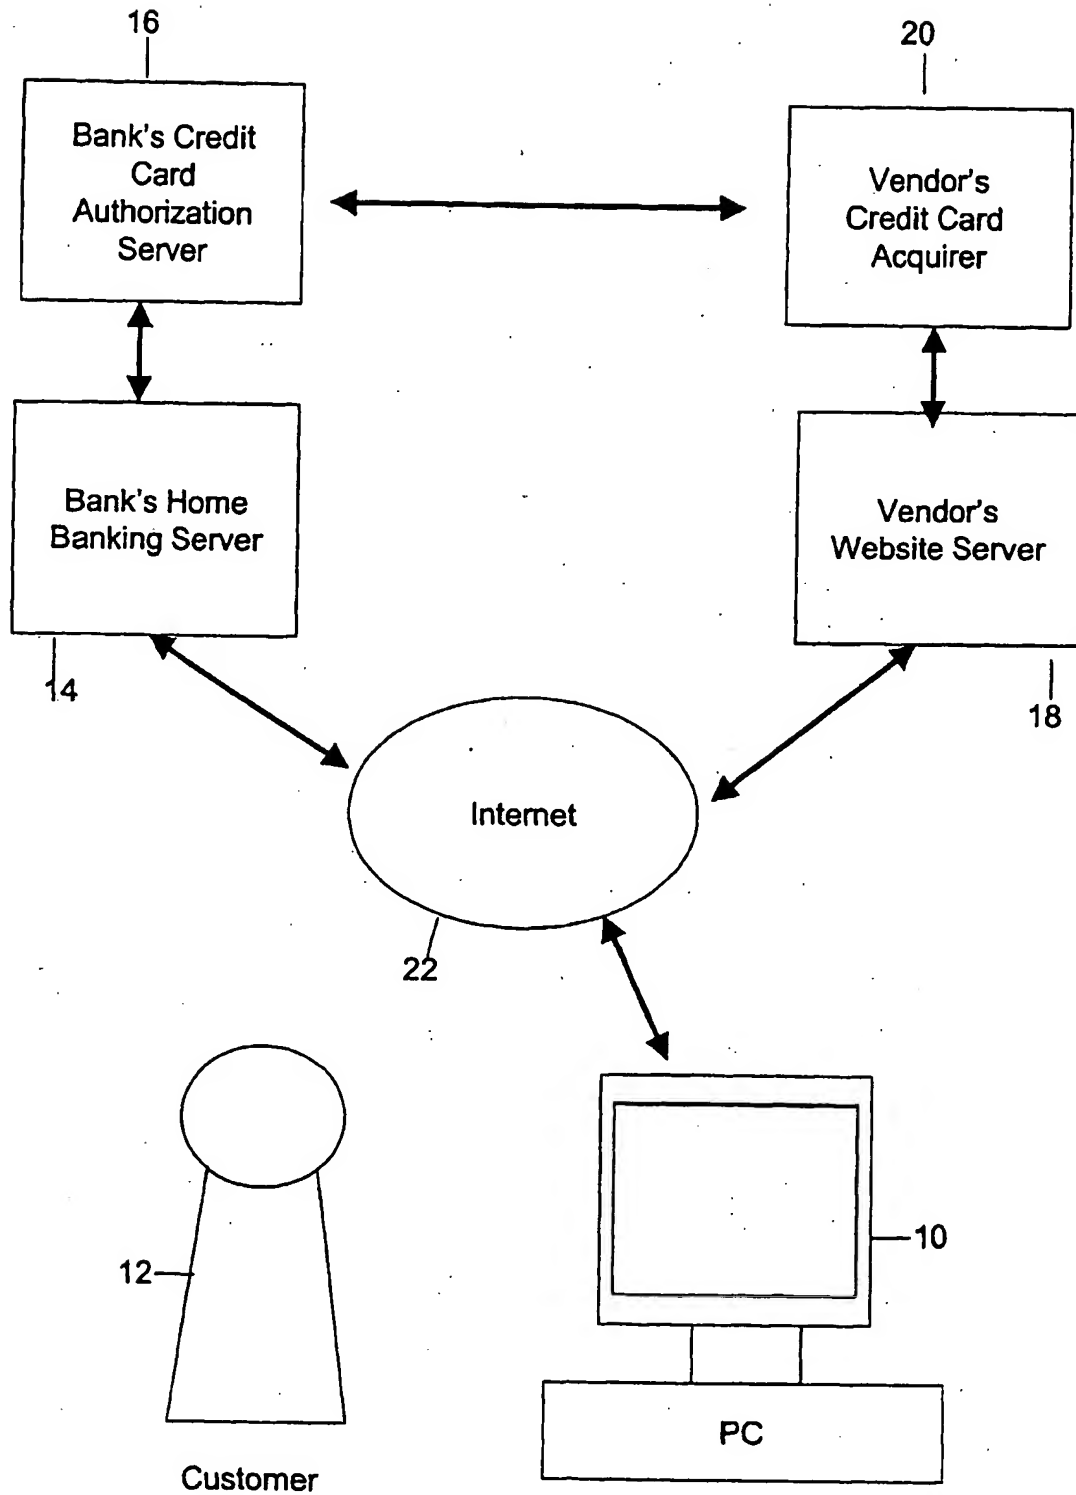 16
20
Bank's Credit
Card
Authorization
Server
Vendor's
Credit Card
Acquirer
Bank's Home
Banking Server
Vendor's
Website Server
14
18
Internet
22
12
10
PC
Customer